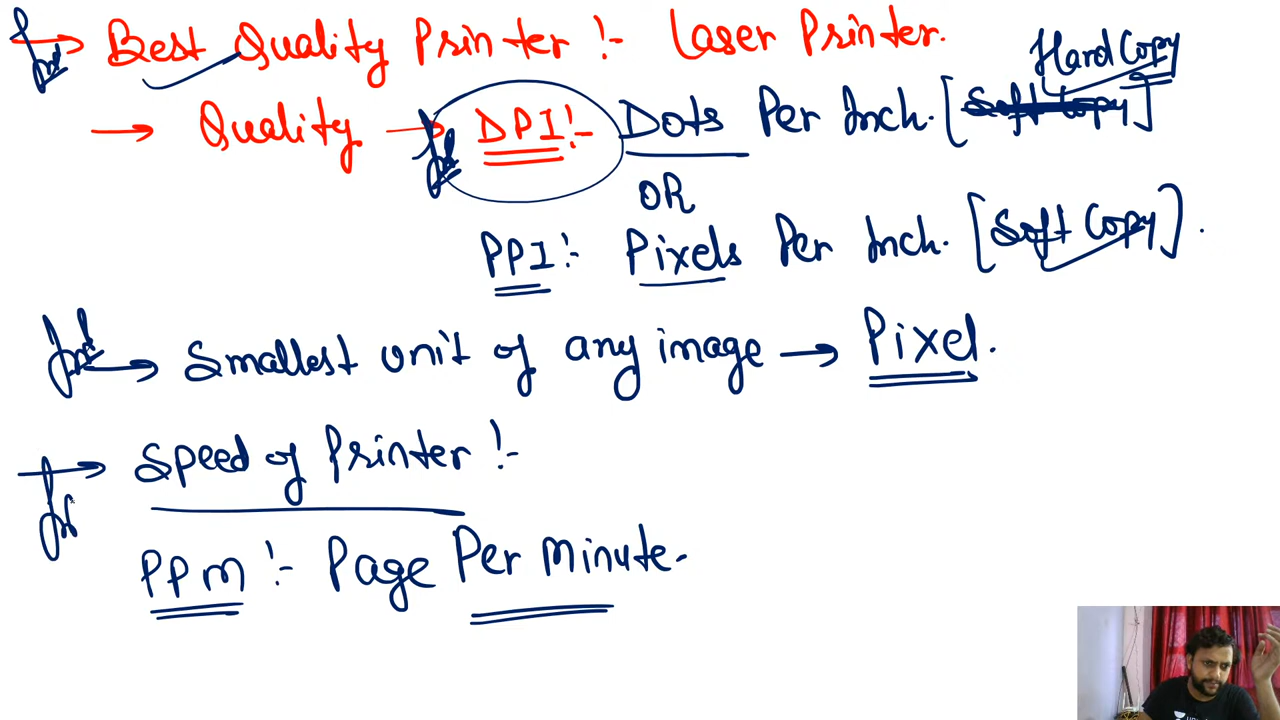 Imp → Best Quality Printer :- Laser Printer.
Hard Copy
→ Quality → DPI :- Dots Per Inch. [Soft Copy]
OR
PPI :- Pixels Per Inch. [Soft Copy].
→ Smallest unit of any image → Pixel.
→ Speed of Printer :-
PPM :- Page Per Minute.